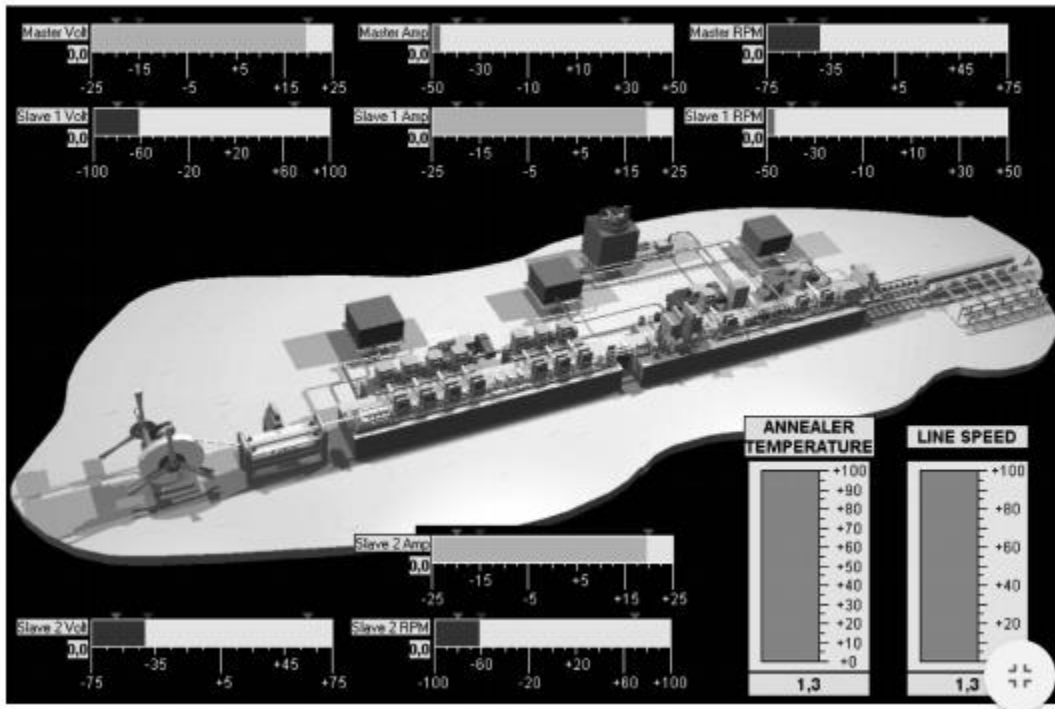 Master Volt
0,0
-15 +5 +15
-25 -5 +25
Master Amp
0,0
-30 +10 +40
-50 -10 +50
Master RPM
0,0
-35 +45
-75 +5 +75
Slave 1 Volt
0,0
-60 +20
-100 -20 +60 +100
Slave 1 Amp
0,0
-15 +5
-25 -5 +15 +25
Slave 1 RPM
0,0
-30 +10
-50 -10 +30 +50
ANNEALER
TEMPERATURE
+100
+90
+80
+70
+60
+50
+40
+30
+20
+10
+0
1,3
LINE SPEED
+100
+80
+60
+40
+20
1,3
Slave 2 Amp
0,0
-15 +5
-25 -5 +15 +25
Slave 2 Volt
0,0
-35 +45
-75 +5 +75
Slave 2 RPM
0,0
-60 +20
-100 -20 +60 +100